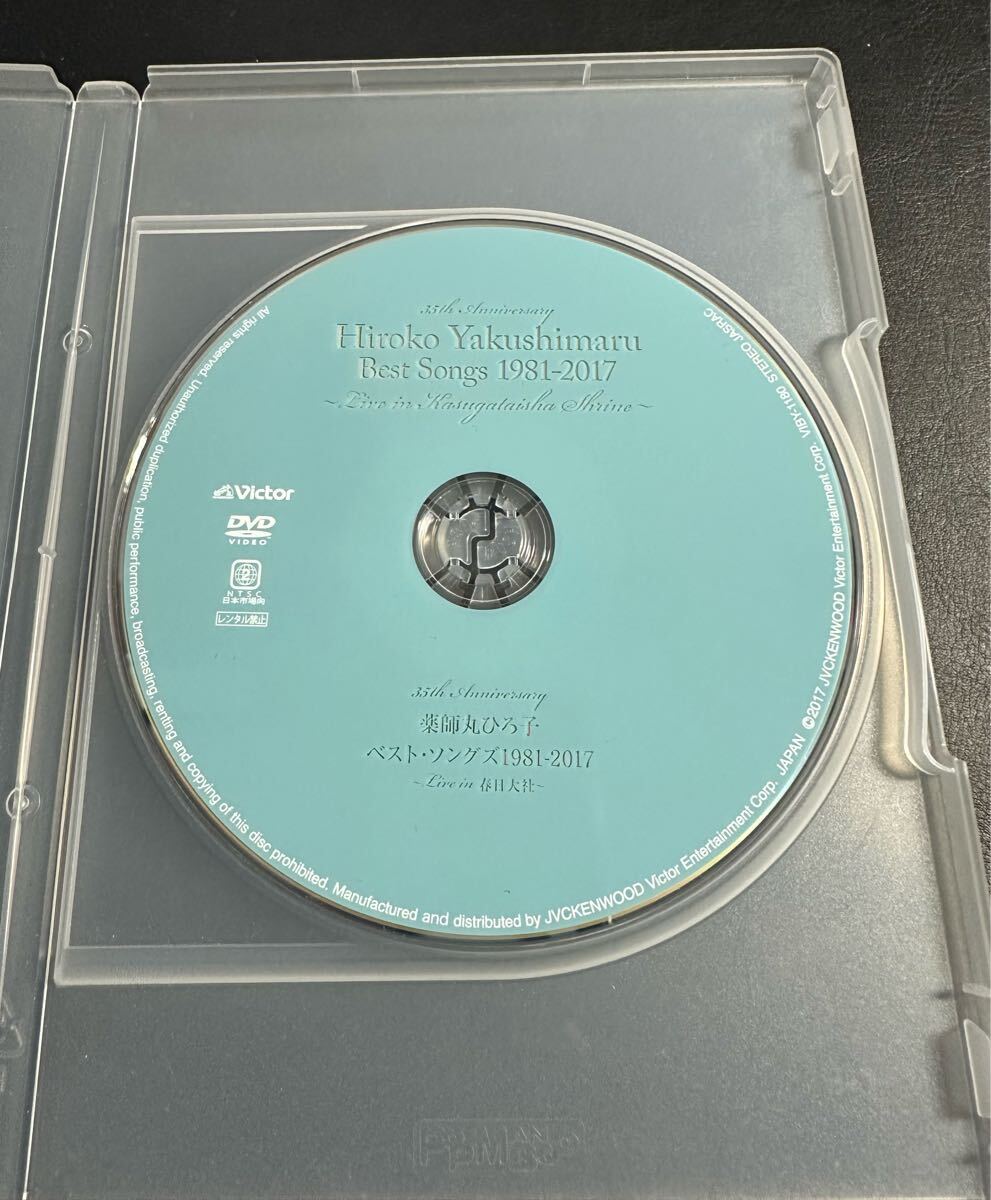 35th Anniversary
Hiroko Yakushimaru
Best Songs 1981-2017
~Live in Kasugataisha Shrine~
Victor
DVD
VIDEO
2
NTSC
日本市場向
レンタル禁止
35th Anniversary
薬師丸ひろ子
ベスト・ソングズ1981-2017
~Live in 春日大社~
All rights reserved. Unauthorized duplication, public performance, broadcasting, renting and copying of this disc prohibited. Manufactured and distributed by JVCKENWOOD Victor Entertainment Corp. JAPAN ©2017 JVCKENWOOD Victor Entertainment Corp. VIBY-1180 STEREO JASRAC